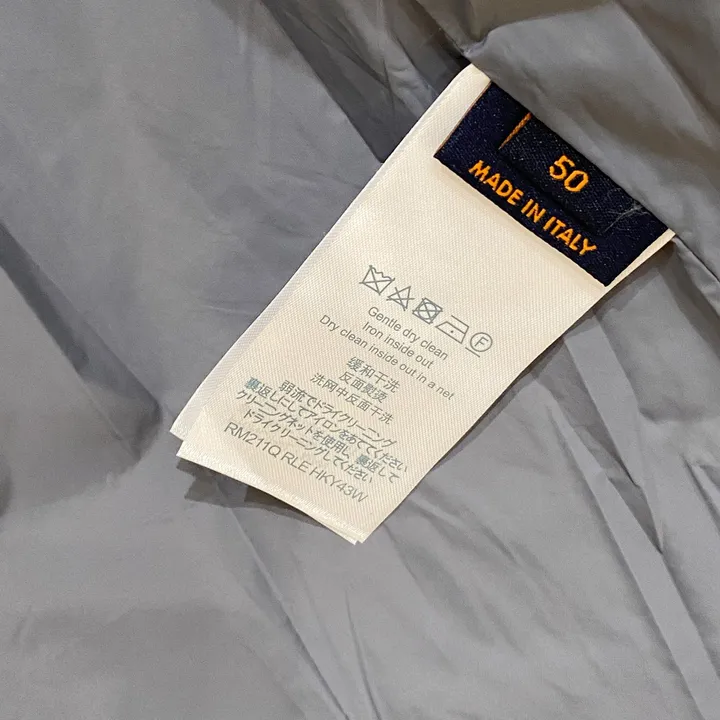 50
MADE IN ITALY
Gentle dry clean
Iron inside out
Dry clean inside out in a net
缓和干洗
反面熨烫
洗网中反面干洗
弱流でドライクリーニング
裏返しにしてアイロンをあててください
クリーニングネットを使用し、裏返して
ドライクリーニングしてください
RM211Q RLE HKY43W